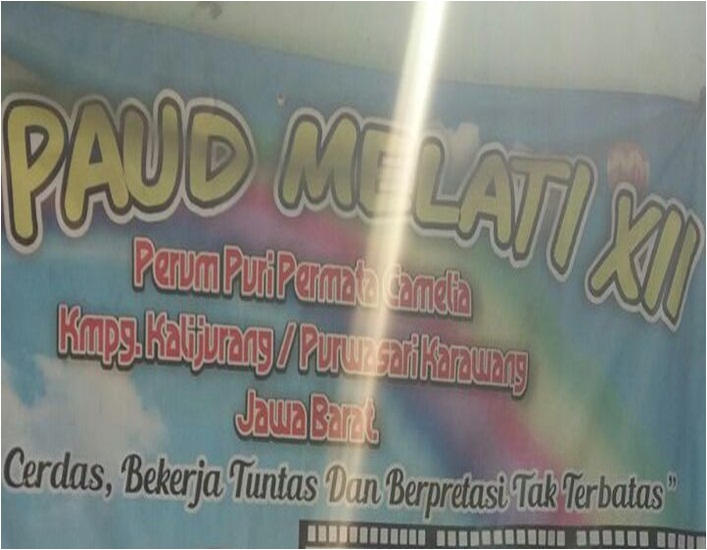 PAUD MELATI XII
Perum Puri Permata Camelia
Kmpg. Kalijurang / Purwasari Karawang
Jawa Barat
Cerdas, Bekerja Tuntas Dan Berpretasi Tak Terbatas"